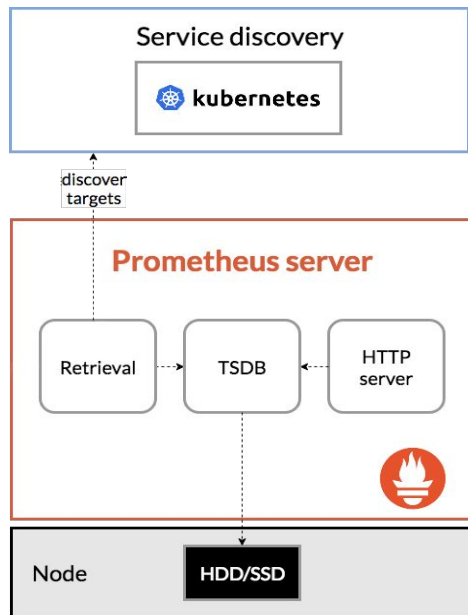 Service discovery
kubernetes
discover
targets
Prometheus server
Retrieval
TSDB
HTTP
server
Node
HDD/SSD